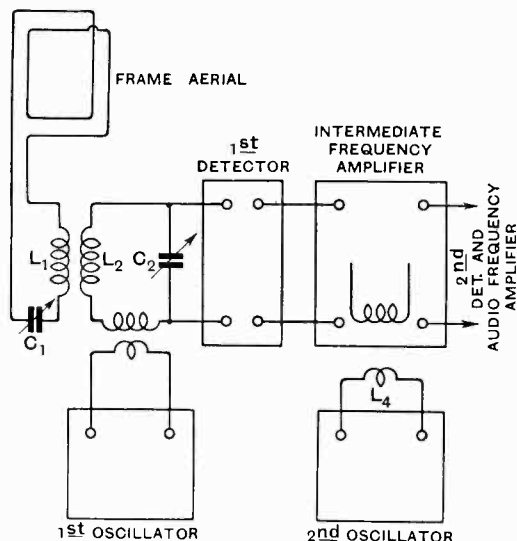 FRAME AERIAL
1st
DETECTOR
INTERMEDIATE
FREQUENCY
AMPLIFIER
L1
L2
C2
C1
2nd
DET. AND
AUDIO FREQUENCY
AMPLIFIER
L4
1st OSCILLATOR
2nd OSCILLATOR